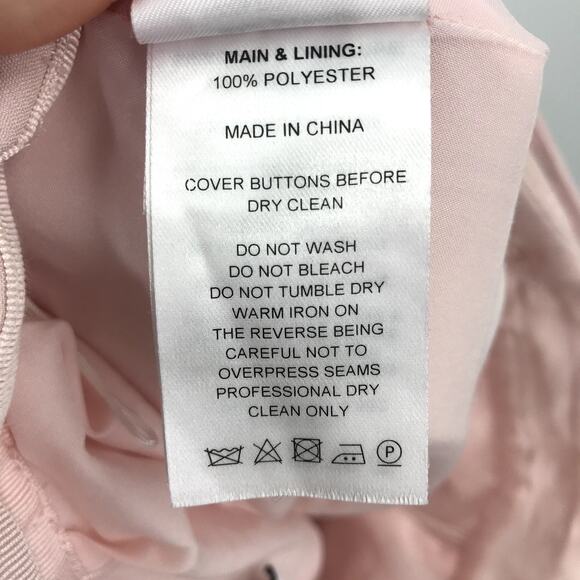 MAIN & LINING:
100% POLYESTER
MADE IN CHINA
COVER BUTTONS BEFORE
DRY CLEAN
DO NOT WASH
DO NOT BLEACH
DO NOT TUMBLE DRY
WARM IRON ON
THE REVERSE BEING
CAREFUL NOT TO
OVERPRESS SEAMS
PROFESSIONAL DRY
CLEAN ONLY
P